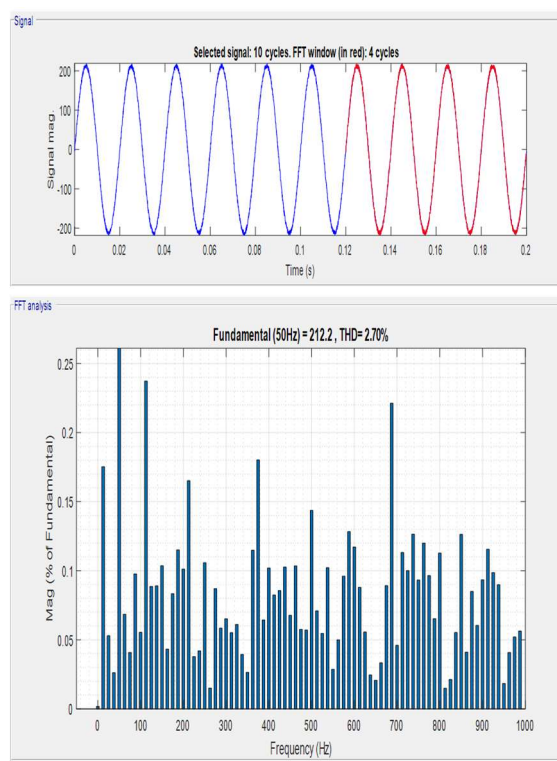 Signal
Selected signal: 10 cycles. FFT window (in red): 4 cycles
Signal mag.
200
100
0
-100
-200
0 0.02 0.04 0.06 0.08 0.1 0.12 0.14 0.16 0.18 0.2
Time (s)
FFT analysis
Fundamental (50Hz) = 212.2 , THD= 2.70%
Mag (% of Fundamental)
0.25
0.2
0.15
0.1
0.05
0
0 100 200 300 400 500 600 700 800 900 1000
Frequency (Hz)